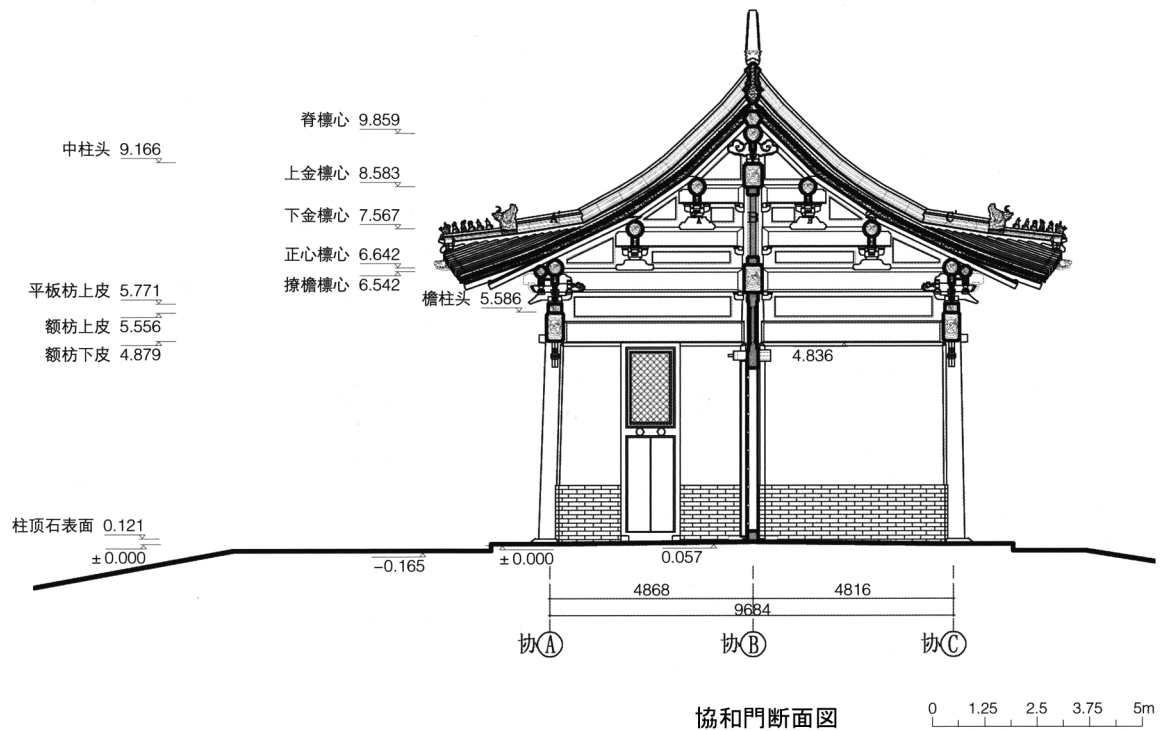 脊檩心 9.859
中柱头 9.166
上金檩心 8.583
下金檩心 7.567
正心檩心 6.642
撩檐檩心 6.542
平板枋上皮 5.771
檐柱头 5.586
额枋上皮 5.556
额枋下皮 4.879
4.836
柱顶石表面 0.121
±0.000
-0.165
±0.000
0.057
4868 4816
9684
协A 协B 协C
協和門断面図
0 1.25 2.5 3.75 5m